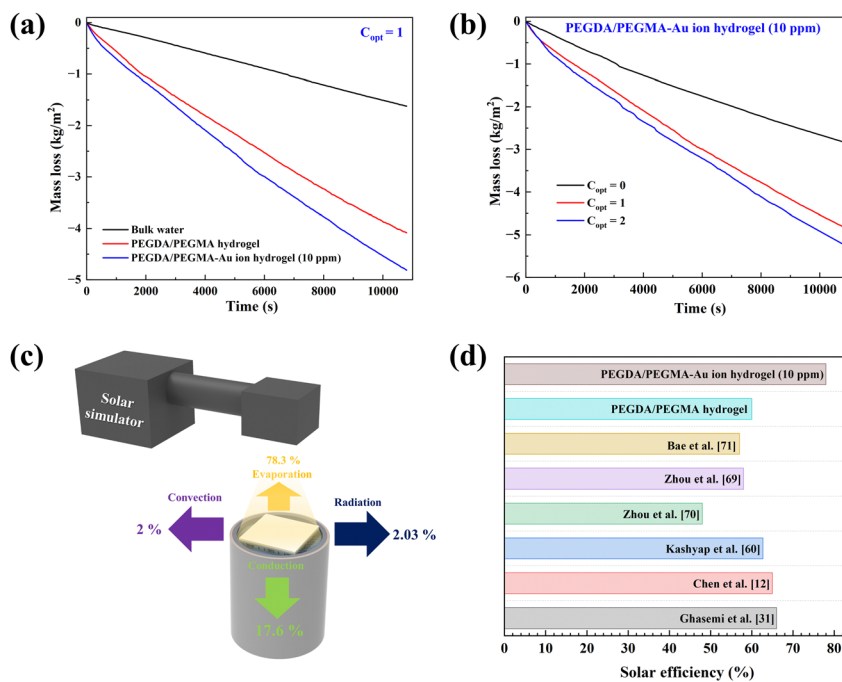 (a)
C_opt = 1
Mass loss (kg/m²)
0
−1
−2
−3
−4
−5
Bulk water
PEGDA/PEGMA hydrogel
PEGDA/PEGMA-Au ion hydrogel (10 ppm)
0 2000 4000 6000 8000 10000
Time (s)
(b)
PEGDA/PEGMA-Au ion hydrogel (10 ppm)
Mass loss (kg/m²)
0
−1
−2
−3
−4
−5
−6
C_opt = 0
C_opt = 1
C_opt = 2
0 2000 4000 6000 8000 10000
Time (s)
(c)
Solar
simulator
78.3 %
Evaporation
Convection
2 %
Radiation
2.03 %
Conduction
17.6 %
(d)
PEGDA/PEGMA-Au ion hydrogel (10 ppm)
PEGDA/PEGMA hydrogel
Bae et al. [71]
Zhou et al. [69]
Zhou et al. [70]
Kashyap et al. [60]
Chen et al. [12]
Ghasemi et al. [31]
0 10 20 30 40 50 60 70 80
Solar efficiency (%)